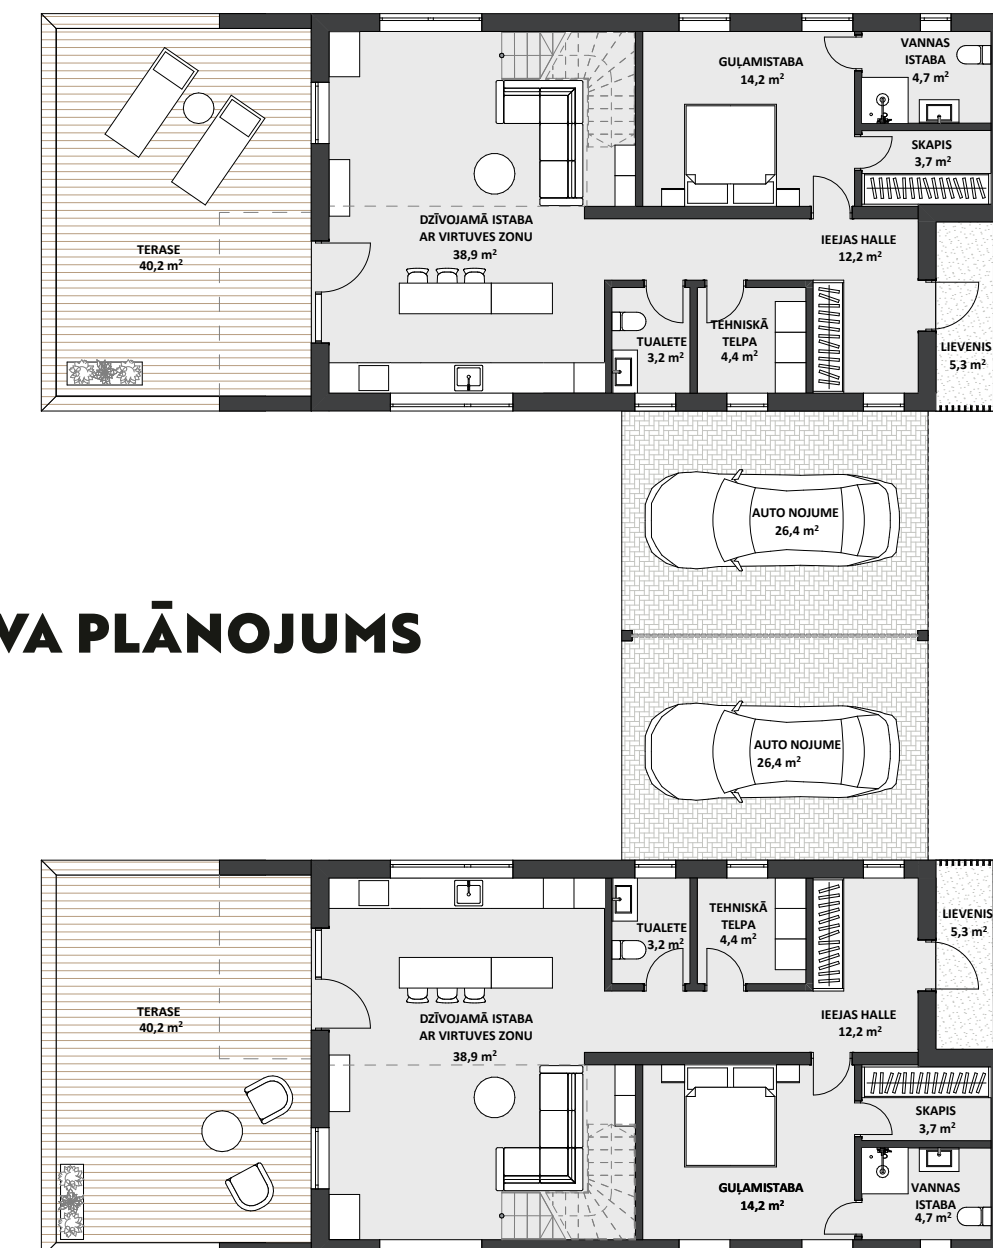 VANNAS
ISTABA
4,7 m²
GUĻAMISTABA
14,2 m²
SKAPIS
3,7 m²
DZĪVOJAMĀ ISTABA
AR VIRTUVES ZONU
38,9 m²
TERASE
40,2 m²
IEEJAS HALLE
12,2 m²
TEHNISKĀ
TELPA
4,4 m²
TUALETE
3,2 m²
LIEVENIS
5,3 m²
AUTO NOJUME
26,4 m²
VA PLĀNOJUMS
AUTO NOJUME
26,4 m²
TUALETE
3,2 m²
TEHNISKĀ
TELPA
4,4 m²
LIEVENIS
5,3 m²
TERASE
40,2 m²
DZĪVOJAMĀ ISTABA
AR VIRTUVES ZONU
38,9 m²
IEEJAS HALLE
12,2 m²
SKAPIS
3,7 m²
GUĻAMISTABA
14,2 m²
VANNAS
ISTABA
4,7 m²